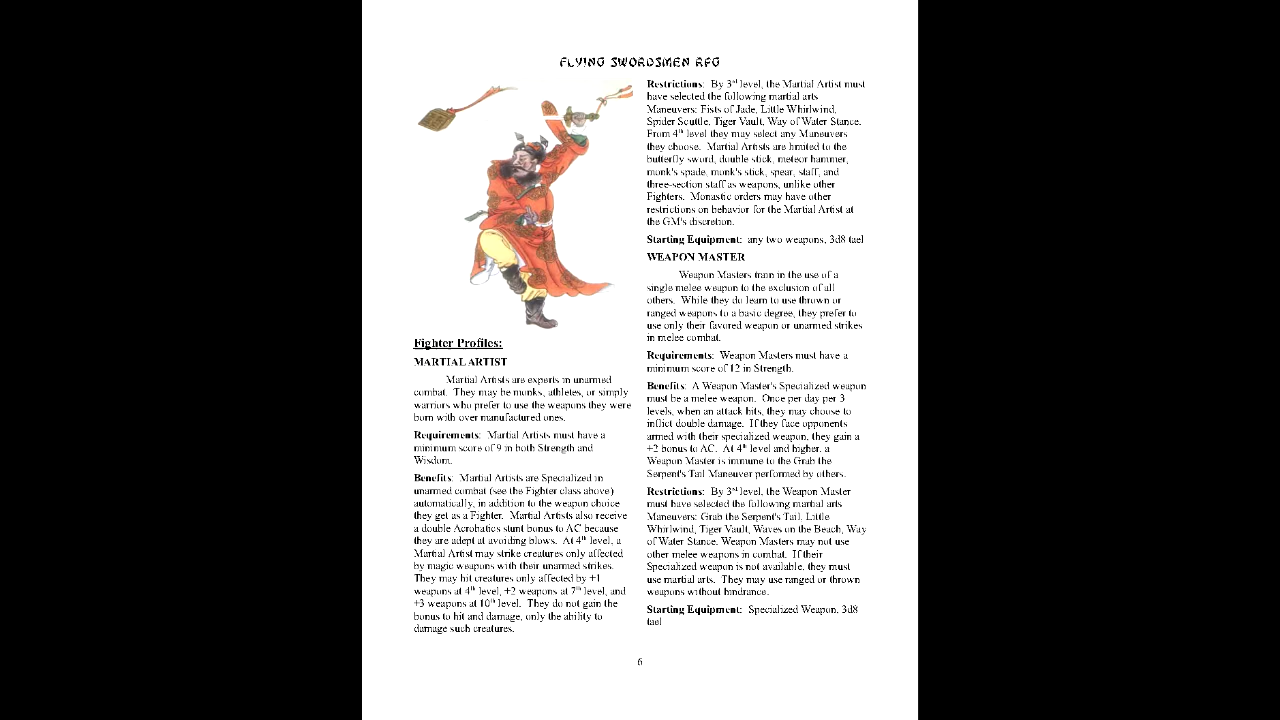 FLYING SWORDSMEN RPG
Fighter Profiles:
MARTIAL ARTIST
Martial Artists are experts in unarmed
combat. They may be monks, athletes, or simply
warriors who prefer to use the weapons they were
born with over manufactured ones.
Requirements: Martial Artists must have a
minimum score of 9 in both Strength and
Wisdom.
Benefits: Martial Artists are Specialized in
unarmed combat (see the Fighter class above)
automatically, in addition to the weapon choice
they get as a Fighter. Martial Artists also receive
a double Acrobatics stunt bonus to AC because
they are adept at avoiding blows. At 4th level, a
Martial Artist may strike creatures only affected
by magic weapons with their unarmed strikes.
They may hit creatures only affected by +1
weapons at 4th level, +2 weapons at 7th level, and
+3 weapons at 10th level. They do not gain the
bonus to hit and damage, only the ability to
damage such creatures.
Restrictions: By 3rd level, the Martial Artist must
have selected the following martial arts
Maneuvers: Fists of Jade, Little Whirlwind,
Spider Scuttle, Tiger Vault, Way of Water Stance.
From 4th level they may select any Maneuvers
they choose. Martial Artists are limited to the
butterfly sword, double stick, meteor hammer,
monk's spade, monk's stick, spear, staff, and
three-section staff as weapons, unlike other
Fighters. Monastic orders may have other
restrictions on behavior for the Martial Artist at
the GM's discretion.
Starting Equipment: any two weapons, 3d8 tael
WEAPON MASTER
Weapon Masters train in the use of a
single melee weapon to the exclusion of all
others. While they do learn to use thrown or
ranged weapons to a basic degree, they prefer to
use only their favored weapon or unarmed strikes
in melee combat.
Requirements: Weapon Masters must have a
minimum score of 12 in Strength.
Benefits: A Weapon Master's Specialized weapon
must be a melee weapon. Once per day per 3
levels, when an attack hits, they may choose to
inflict double damage. If they face opponents
armed with their specialized weapon, they gain a
+2 bonus to AC. At 4th level and higher, a
Weapon Master is immune to the Grab the
Serpent's Tail Maneuver performed by others.
Restrictions: By 3rd level, the Weapon Master
must have selected the following martial arts
Maneuvers: Grab the Serpent's Tail, Little
Whirlwind, Tiger Vault, Waves on the Beach, Way
of Water Stance. Weapon Masters may not use
other melee weapons in combat. If their
Specialized weapon is not available, they must
use martial arts. They may use ranged or thrown
weapons without hindrance.
Starting Equipment: Specialized Weapon, 3d8
tael
6